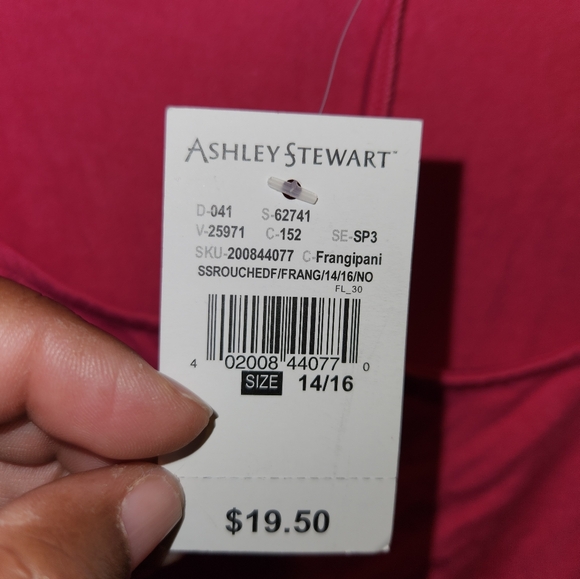 ASHLEY STEWART™
D-041 S-62741
V-25971 C-152 SE-SP3
SKU-200844077 C-Frangipani
SSROUCHEDF/FRANG/14/16/NO
FL_30
4 02008 44077 0
SIZE 14/16
$19.50